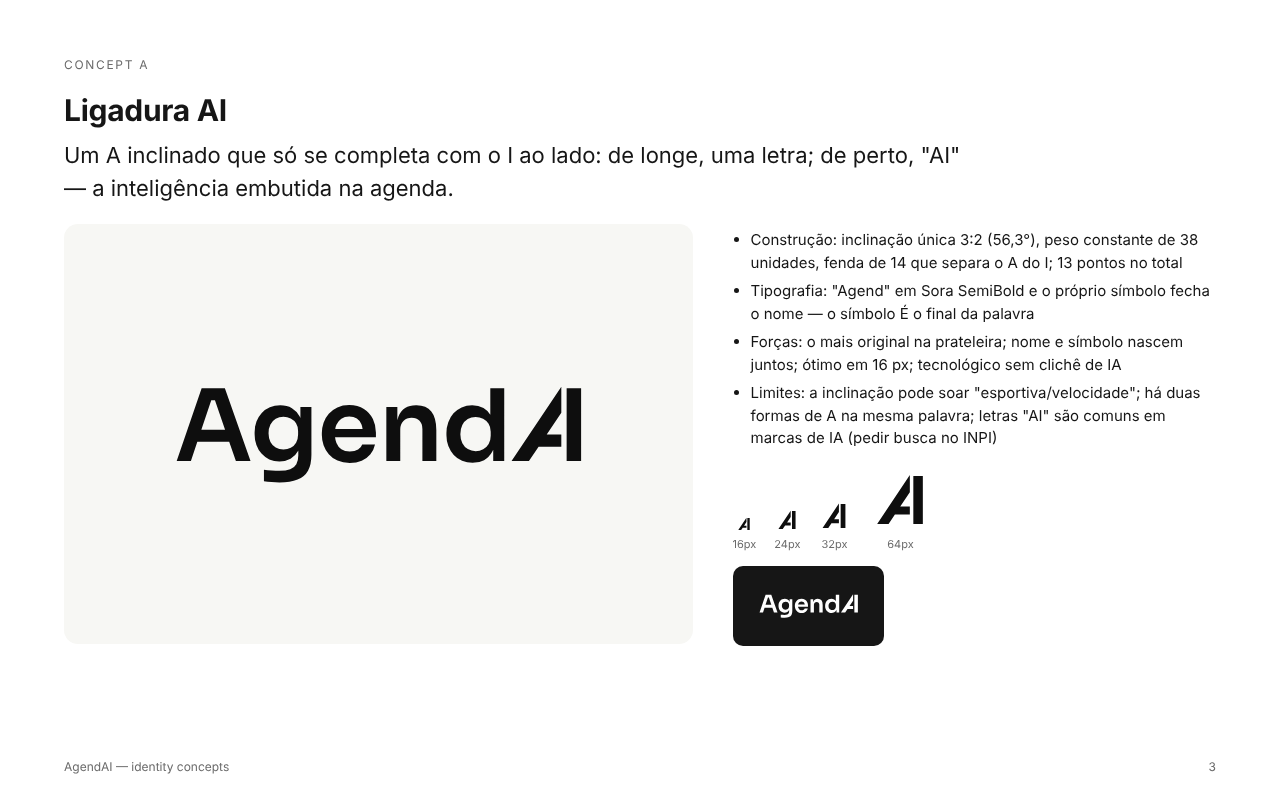 CONCEPT A
Ligadura AI
Um A inclinado que só se completa com o I ao lado: de longe, uma letra; de perto, "AI"
— a inteligência embutida na agenda.
AgendAI
• Construção: inclinação única 3:2 (56,3°), peso constante de 38
unidades, fenda de 14 que separa o A do I; 13 pontos no total
• Tipografia: "Agend" em Sora SemiBold e o próprio símbolo fecha
o nome — o símbolo É o final da palavra
• Forças: o mais original na prateleira; nome e símbolo nascem
juntos; ótimo em 16 px; tecnológico sem clichê de IA
• Limites: a inclinação pode soar "esportiva/velocidade"; há duas
formas de A na mesma palavra; letras "AI" são comuns em
marcas de IA (pedir busca no INPI)
AI AI AI AI
16px 24px 32px 64px
AgendAI
AgendAI — identity concepts
3